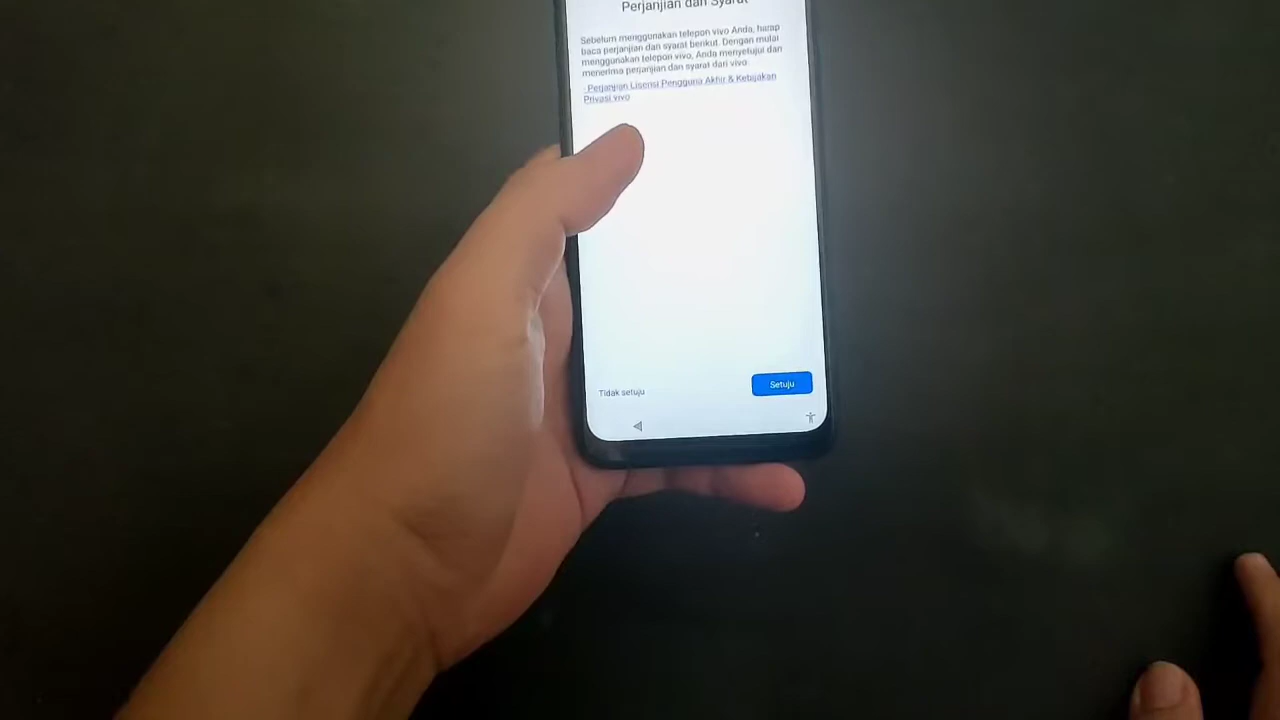 Perjanjian dan Syarat
Sebelum menggunakan telepon vivo Anda, harap
baca perjanjian dan syarat berikut. Dengan mulai
menggunakan telepon vivo, Anda menyetujui dan
menerima perjanjian dan syarat dari vivo
- Perjanjian Lisensi Pengguna Akhir & Kebijakan
Privasi vivo
Tidak setuju
Setuju